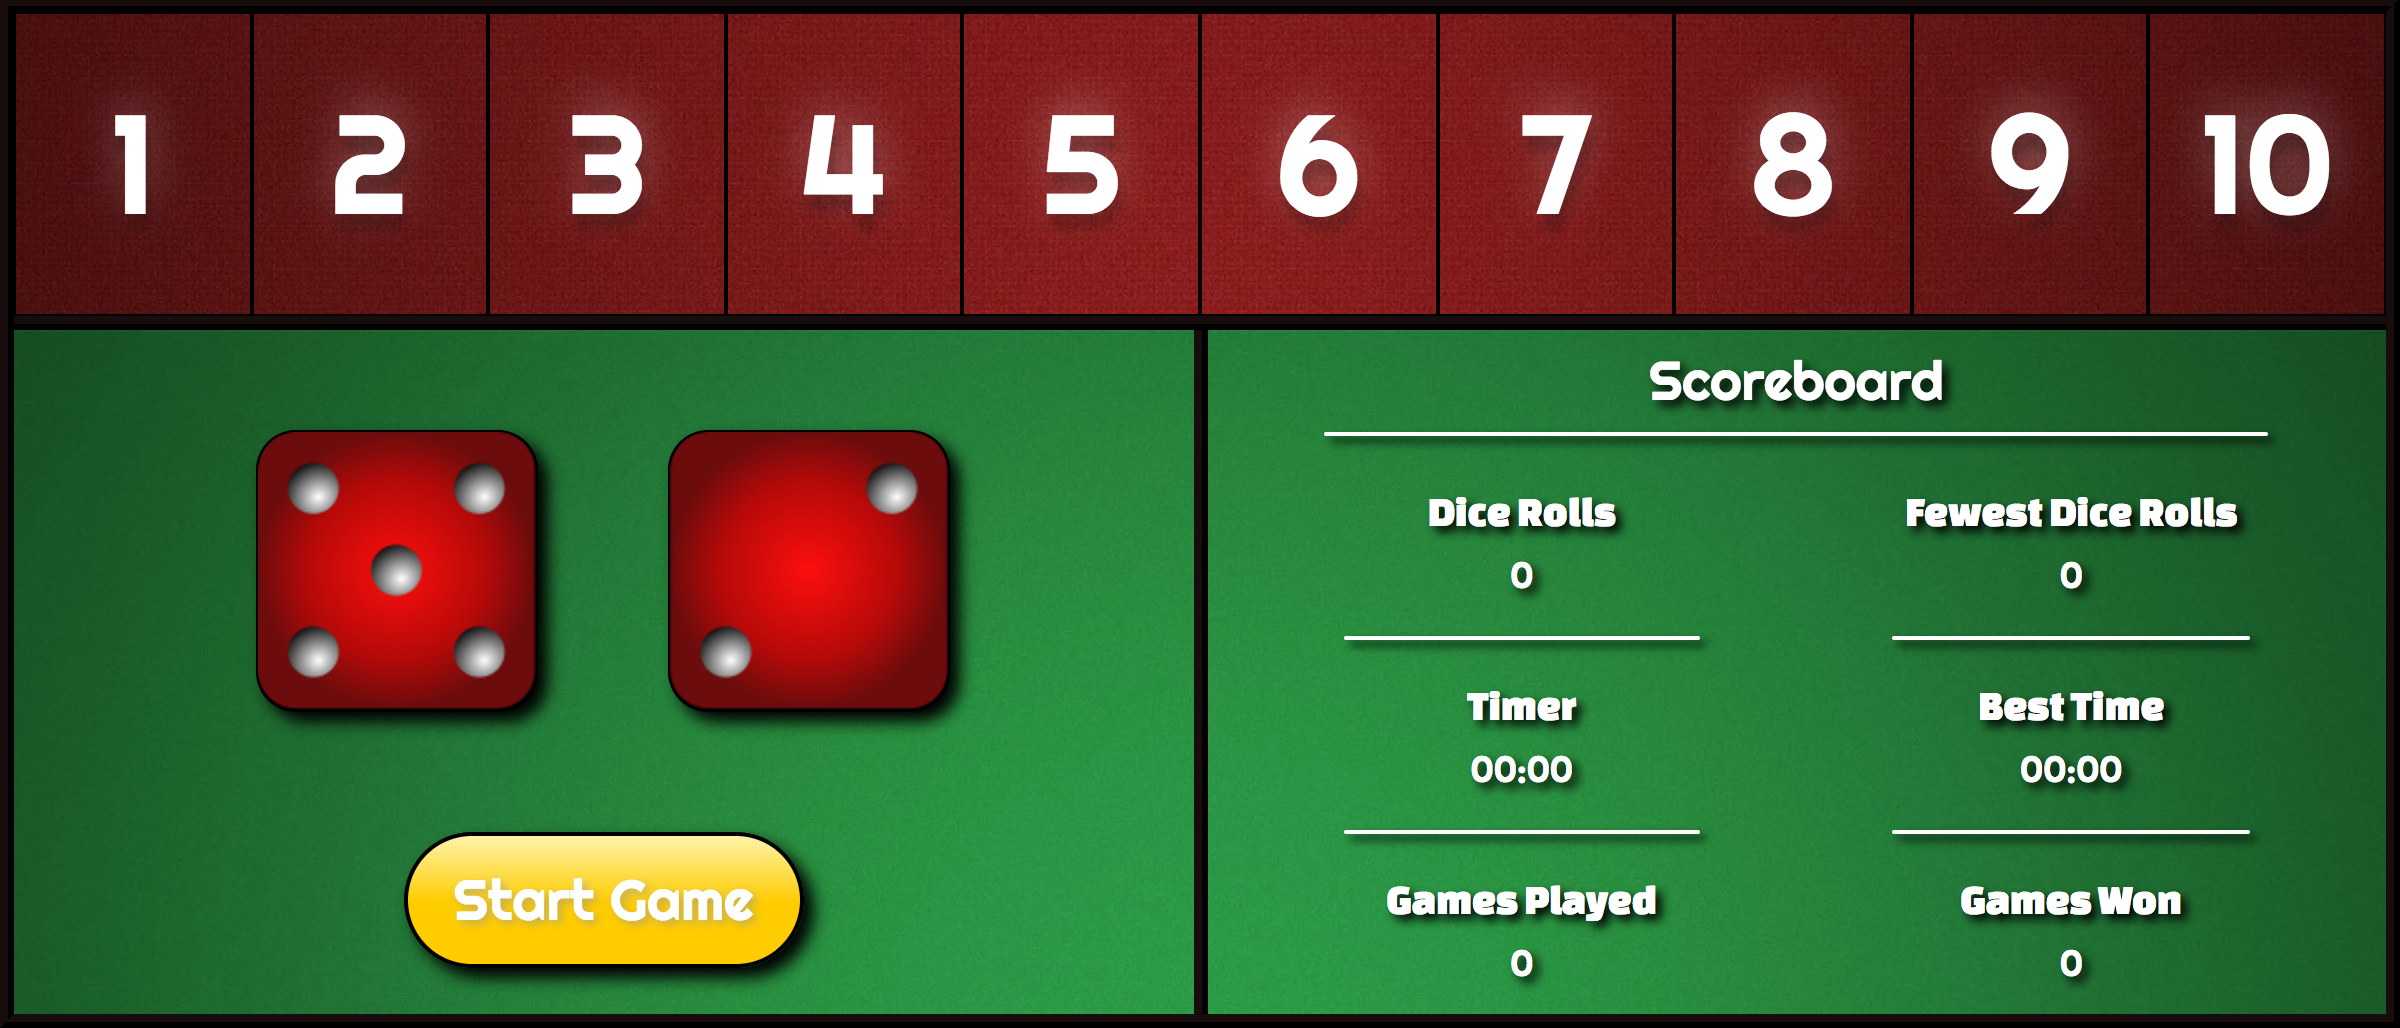 1 2 3 4 5 6 7 8 9 10
Scoreboard
Dice Rolls
0
Fewest Dice Rolls
0
Timer
00:00
Best Time
00:00
Start Game
Games Played
0
Games Won
0